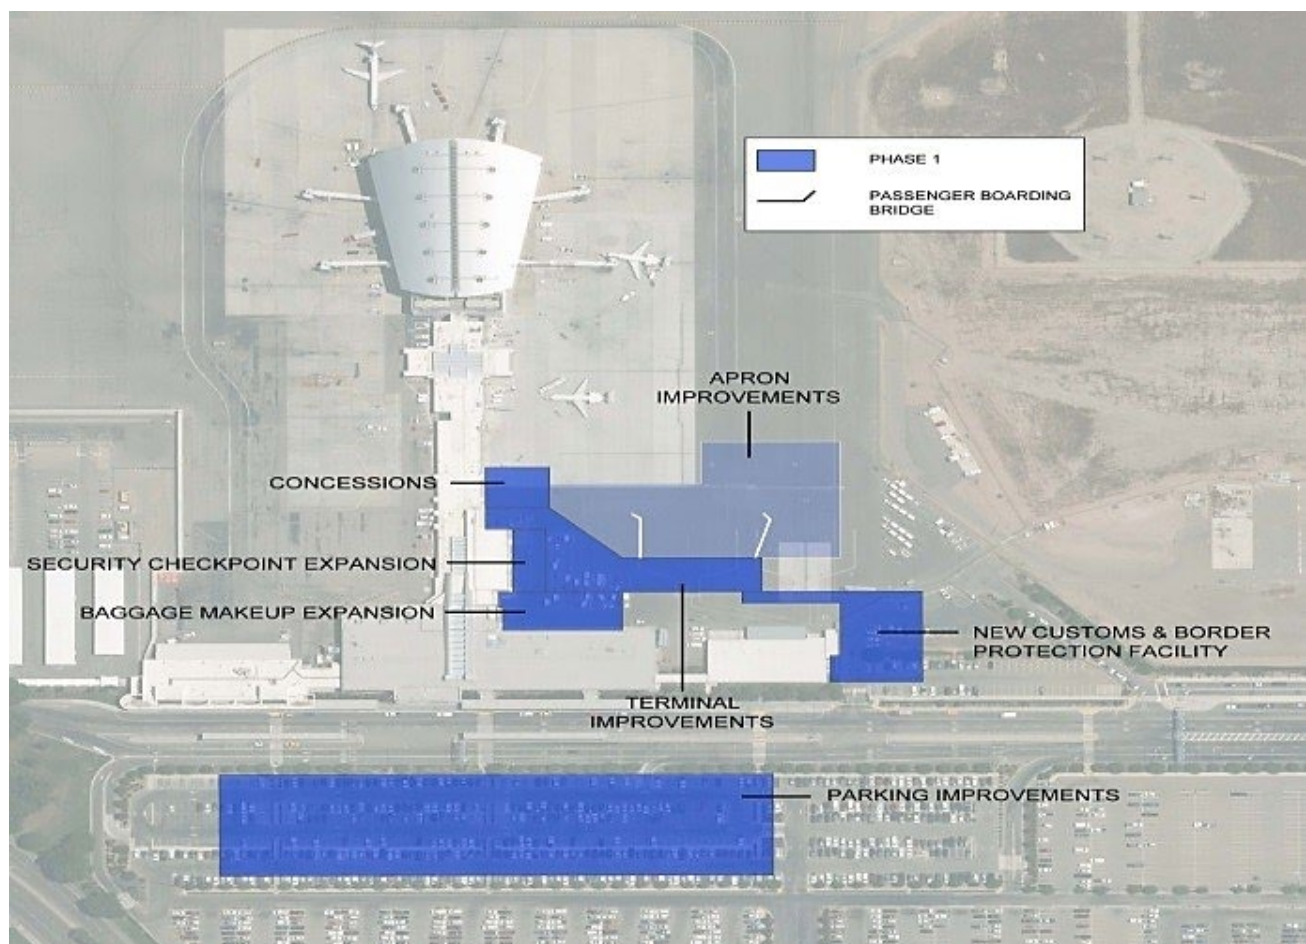 PHASE 1
PASSENGER BOARDING
BRIDGE
APRON
IMPROVEMENTS
CONCESSIONS
SECURITY CHECKPOINT EXPANSION
BAGGAGE MAKEUP EXPANSION
NEW CUSTOMS & BORDER
PROTECTION FACILITY
TERMINAL
IMPROVEMENTS
PARKING IMPROVEMENTS